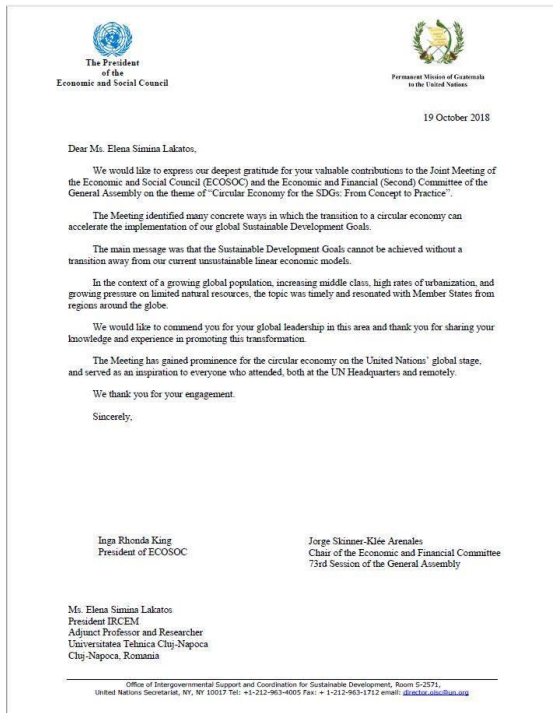 The President
of the
Economic and Social Council
Permanent Mission of Guatemala
to the United Nations
19 October 2018
Dear Ms. Elena Simina Lakatos,
We would like to express our deepest gratitude for your valuable contributions to the Joint Meeting of
the Economic and Social Council (ECOSOC) and the Economic and Financial (Second) Committee of the
General Assembly on the theme of “Circular Economy for the SDGs: From Concept to Practice”.
The Meeting identified many concrete ways in which the transition to a circular economy can
accelerate the implementation of our global Sustainable Development Goals.
The main message was that the Sustainable Development Goals cannot be achieved without a
transition away from our current unsustainable linear economic models.
In the context of a growing global population, increasing middle class, high rates of urbanization, and
growing pressure on limited natural resources, the topic was timely and resonated with Member States from
regions around the globe.
We would like to commend you for your global leadership in this area and thank you for sharing your
knowledge and experience in promoting this transformation.
The Meeting has gained prominence for the circular economy on the United Nations’ global stage,
and served as an inspiration to everyone who attended, both at the UN Headquarters and remotely.
We thank you for your engagement.
Sincerely,
Inga Rhonda King
President of ECOSOC
Jorge Skinner-Klée Arenales
Chair of the Economic and Financial Committee
73rd Session of the General Assembly
Ms. Elena Simina Lakatos
President IRCEM
Adjunct Professor and Researcher
Universitatea Tehnica Cluj-Napoca
Cluj-Napoca, Romania
Office of Intergovernmental Support and Coordination for Sustainable Development, Room S-2571,
United Nations Secretariat, NY, NY 10017 Tel: +1-212-963-4005 Fax: + 1-212-963-1712 email: director.oisc@un.org